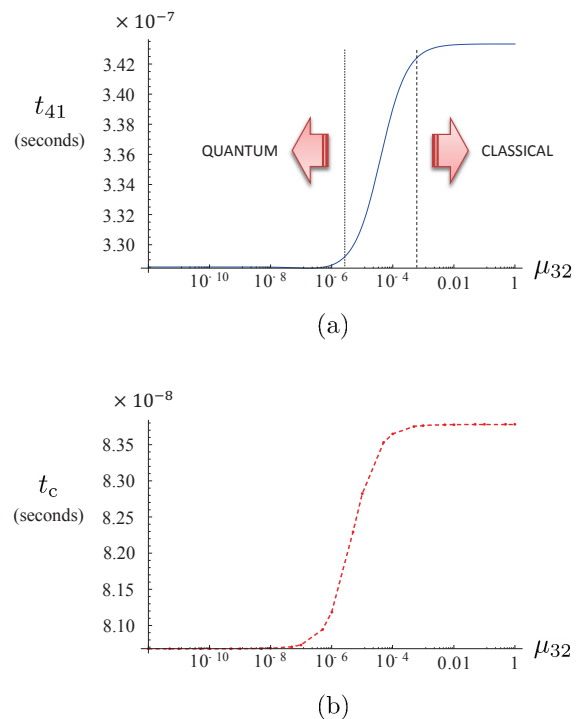 × 10⁻⁷
3.42
3.40
t₄₁
(seconds)
3.38
3.36
QUANTUM
CLASSICAL
3.34
3.32
3.30
10⁻¹⁰ 10⁻⁸ 10⁻⁶ 10⁻⁴ 0.01 1 μ₃₂
(a)
× 10⁻⁸
8.35
8.30
t_c
(seconds)
8.25
8.20
8.15
8.10
10⁻¹⁰ 10⁻⁸ 10⁻⁶ 10⁻⁴ 0.01 1 μ₃₂
(b)